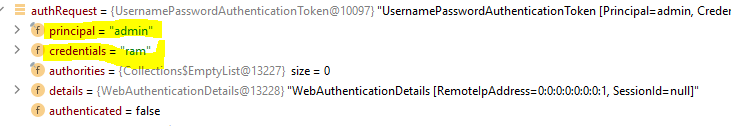 authRequest = {UsernamePasswordAuthenticationToken@10097} "UsernamePasswordAuthenticationToken [Principal=admin, Creder
f principal = "admin"
f credentials = "ram"
f authorities = {Collections$EmptyList@13227} size = 0
f details = {WebAuthenticationDetails@13228} "WebAuthenticationDetails [RemoteIpAddress=0:0:0:0:0:0:0:1, SessionId=null]"
f authenticated = false